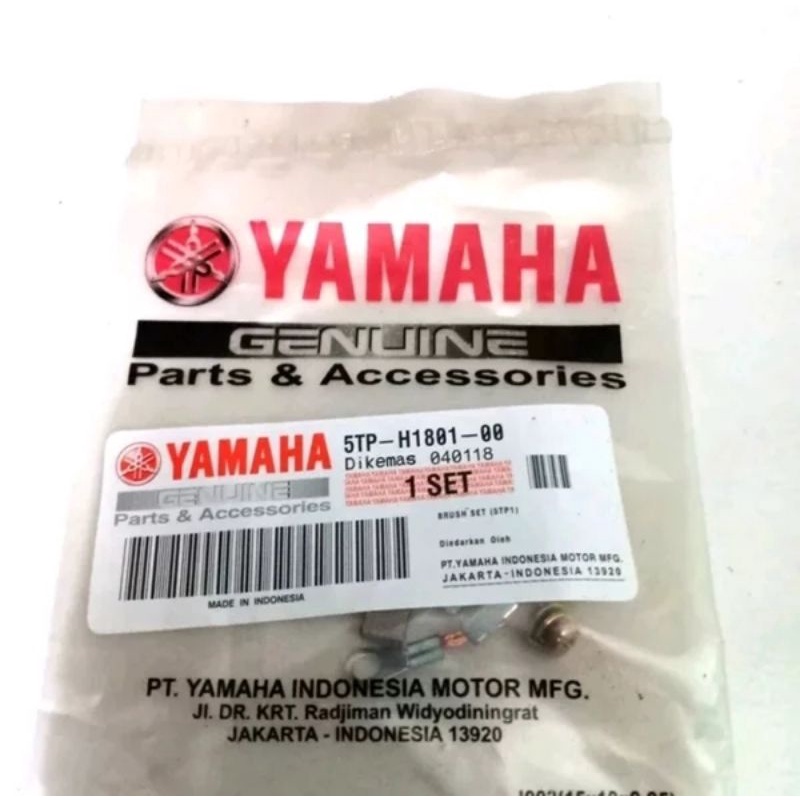 YAMAHA
GENUINE
Parts & Accessories
YAMAHA
GENUINE
Parts & Accessories
5TP-H1801-00
Dikemas 040118
1 SET
BRUSH SET (5TP1)
Diedarkan Oleh
PT.YAMAHA INDONESIA MOTOR MFG.
JAKARTA-INDONESIA 13920
MADE IN INDONESIA
PT. YAMAHA INDONESIA MOTOR MFG.
Jl. DR. KRT. Radjiman Widyodiningrat
JAKARTA - INDONESIA 13920